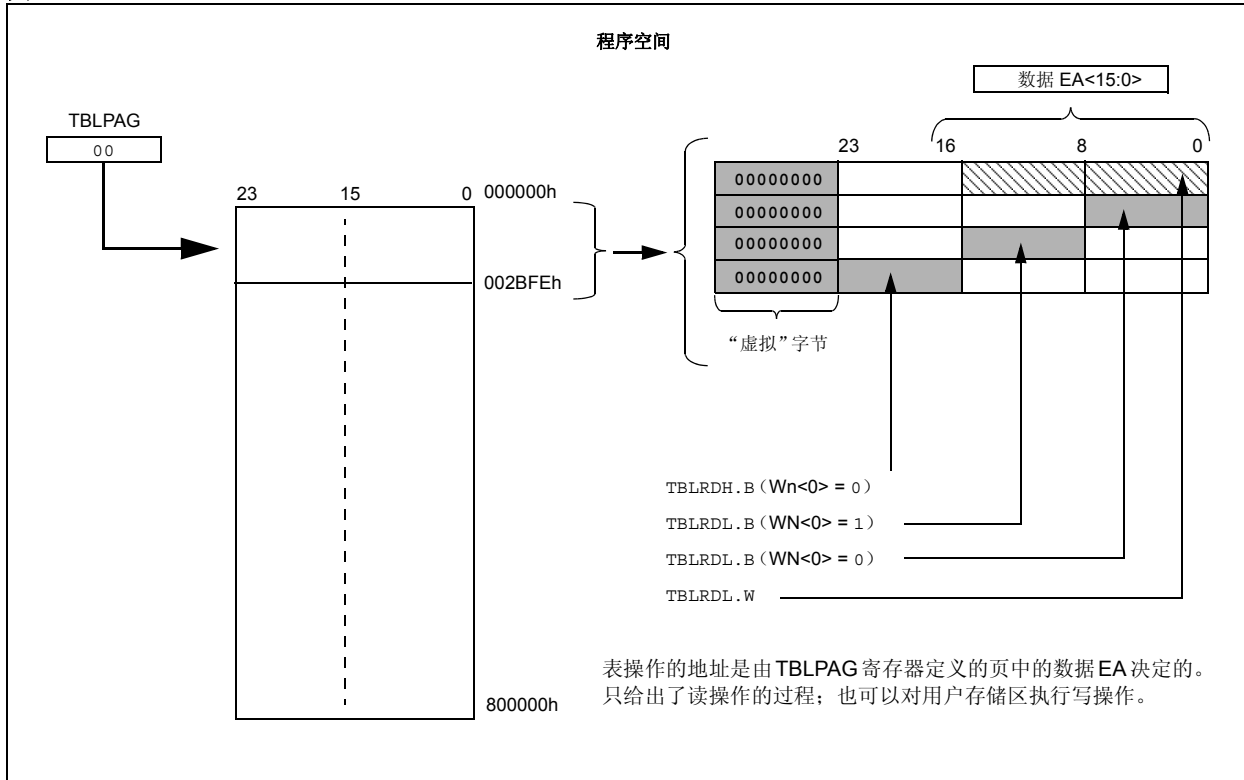 程序空间
TBLPAG
00
23 15 0
000000h
002BFEh
800000h
数据 EA<15:0>
23 16 8 0
00000000
00000000
00000000
00000000
“虚拟”字节
TBLRDH.B（Wn<0> = 0）
TBLRDL.B（WN<0> = 1）
TBLRDL.B（WN<0> = 0）
TBLRDL.W
表操作的地址是由TBLPAG寄存器定义的页中的数据EA决定的。
只给出了读操作的过程；也可以对用户存储区执行写操作。